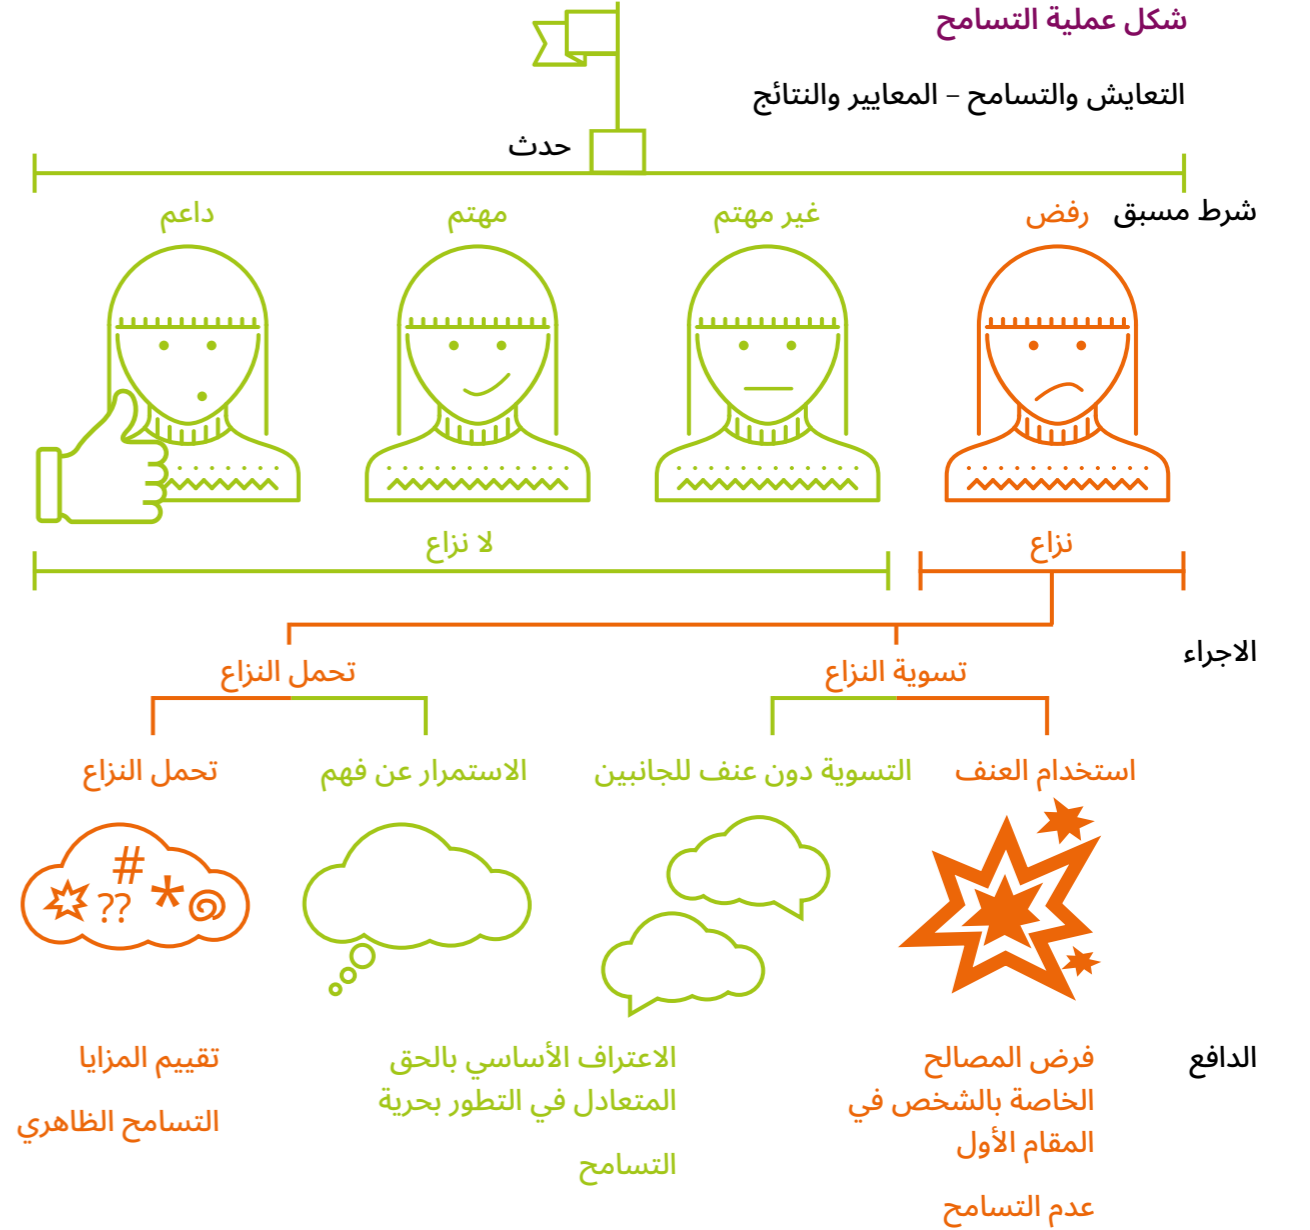 شكل عملية التسامح
التعايش والتسامح – المعايير والنتائج
حدث
شرط مسبق
رفض
غير مهتم
مهتم
داعم
نزاع
لا نزاع
الاجراء
تسوية النزاع
تحمل النزاع
استخدام العنف
التسوية دون عنف للجانبين
الاستمرار عن فهم
تحمل النزاع
# ?? * @
الدافع
فرض المصالح
الخاصة بالشخص في
المقام الأول
عدم التسامح
الاعتراف الأساسي بالحق
المتعادل في التطور بحرية
التسامح
تقييم المزايا
التسامح الظاهري